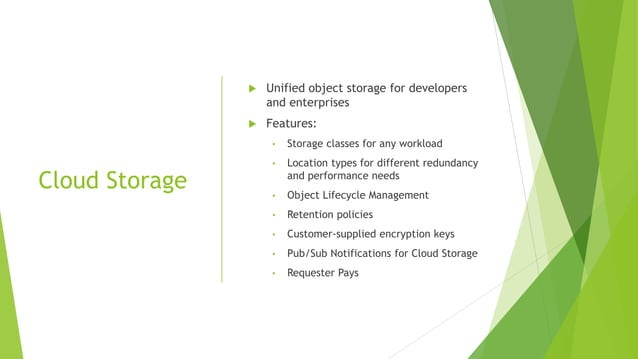 Cloud Storage
Unified object storage for developers
and enterprises
Features:
Storage classes for any workload
Location types for different redundancy
and performance needs
Object Lifecycle Management
Retention policies
Customer-supplied encryption keys
Pub/Sub Notifications for Cloud Storage
Requester Pays